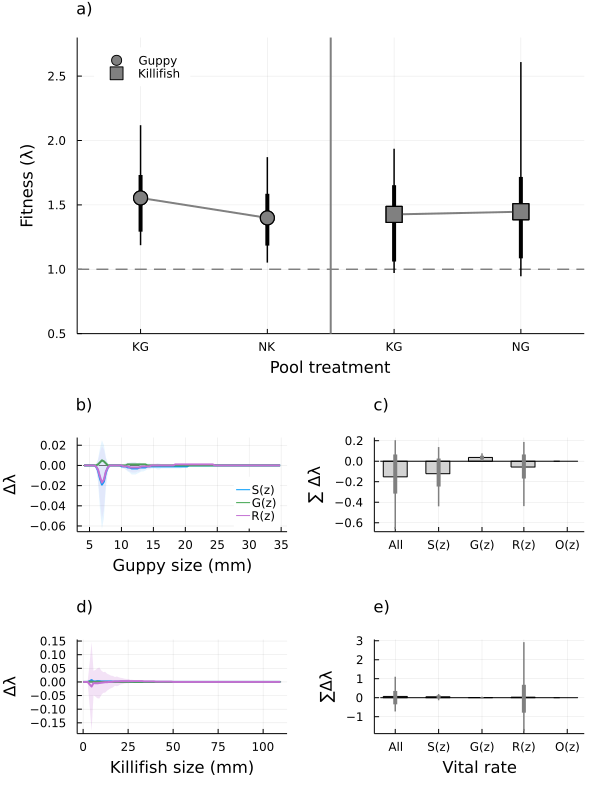 a)
Fitness (λ)
2.5
2.0
1.5
1.0
0.5
Guppy
Killifish
KG
NK
KG
NG
Pool treatment
b)
Δλ
0.02
0.00
−0.02
−0.04
−0.06
S(z)
G(z)
R(z)
5 10 15 20 25 30 35
Guppy size (mm)
c)
∑ Δλ
0.2
0.0
−0.2
−0.4
−0.6
All S(z) G(z) R(z) O(z)
d)
Δλ
0.15
0.10
0.05
0.00
−0.05
−0.10
−0.15
0 25 50 75 100
Killifish size (mm)
e)
∑Δλ
3
2
1
0
−1
All S(z) G(z) R(z) O(z)
Vital rate